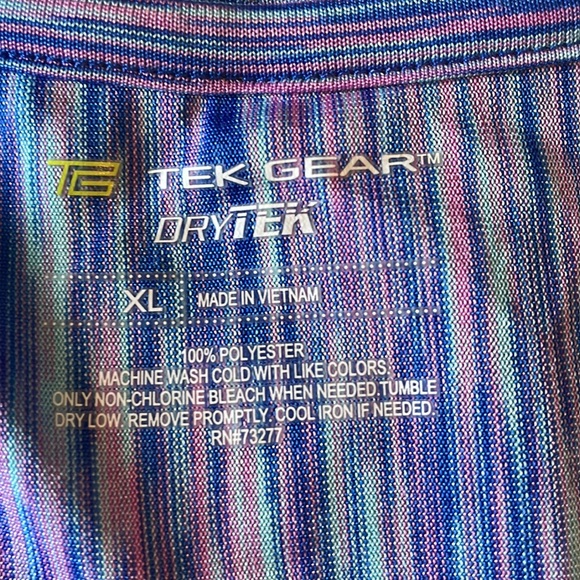 TG TEK GEAR™
DRYTEK
XL MADE IN VIETNAM
100% POLYESTER
MACHINE WASH COLD WITH LIKE COLORS.
ONLY NON-CHLORINE BLEACH WHEN NEEDED.TUMBLE
DRY LOW. REMOVE PROMPTLY. COOL IRON IF NEEDED.
RN#73277